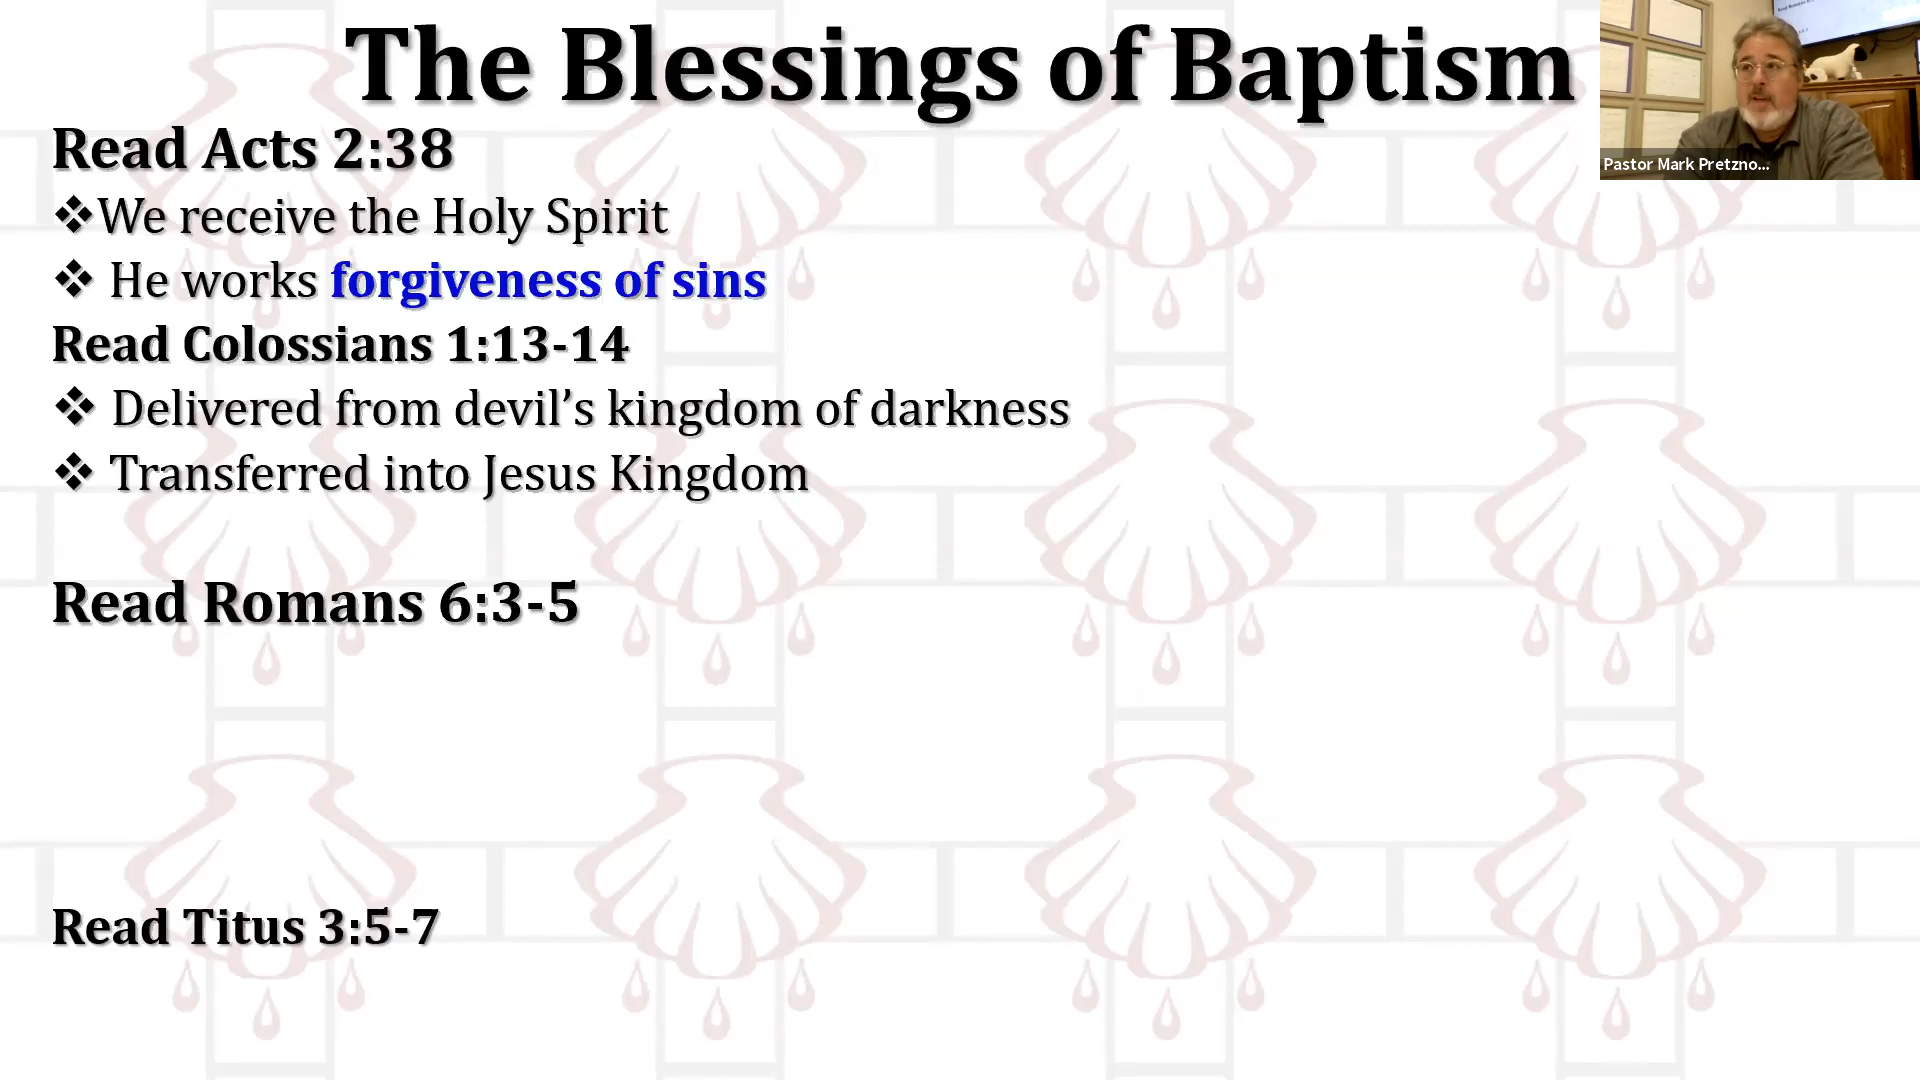 The Blessings of Baptism
Read Acts 2:38
❖We receive the Holy Spirit
❖ He works forgiveness of sins
Read Colossians 1:13-14
❖ Delivered from devil’s kingdom of darkness
❖ Transferred into Jesus Kingdom
Read Romans 6:3-5
Read Titus 3:5-7
Pastor Mark Pretzno...